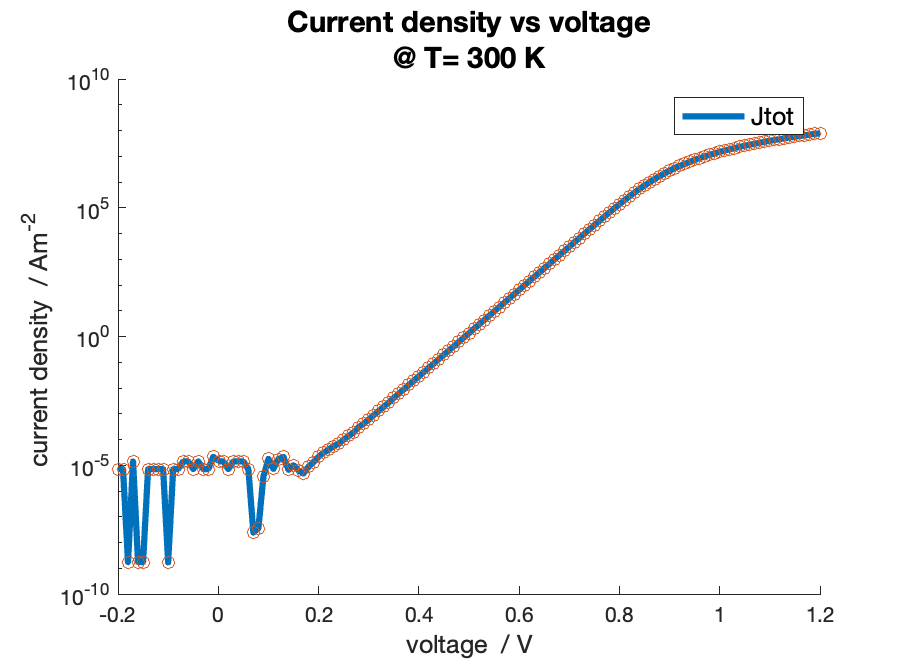 Current density vs voltage
@ T= 300 K
10^10
Jtot
10^5
10^0
10^-5
10^-10
current density / Am^-2
-0.2 0 0.2 0.4 0.6 0.8 1 1.2
voltage / V